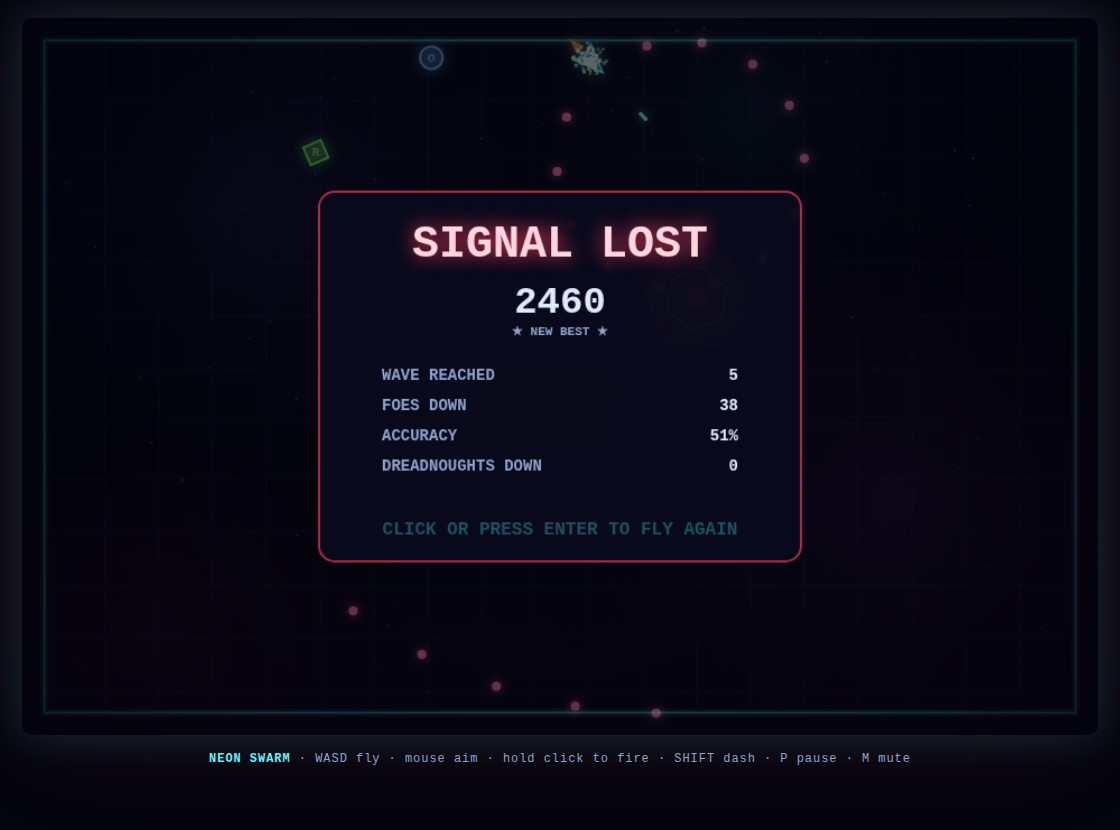 O
R
SIGNAL LOST
2460
★ NEW BEST ★
WAVE REACHED 5
FOES DOWN 38
ACCURACY 51%
DREADNOUGHTS DOWN 0
CLICK OR PRESS ENTER TO FLY AGAIN
NEON SWARM · WASD fly · mouse aim · hold click to fire · SHIFT dash · P pause · M mute